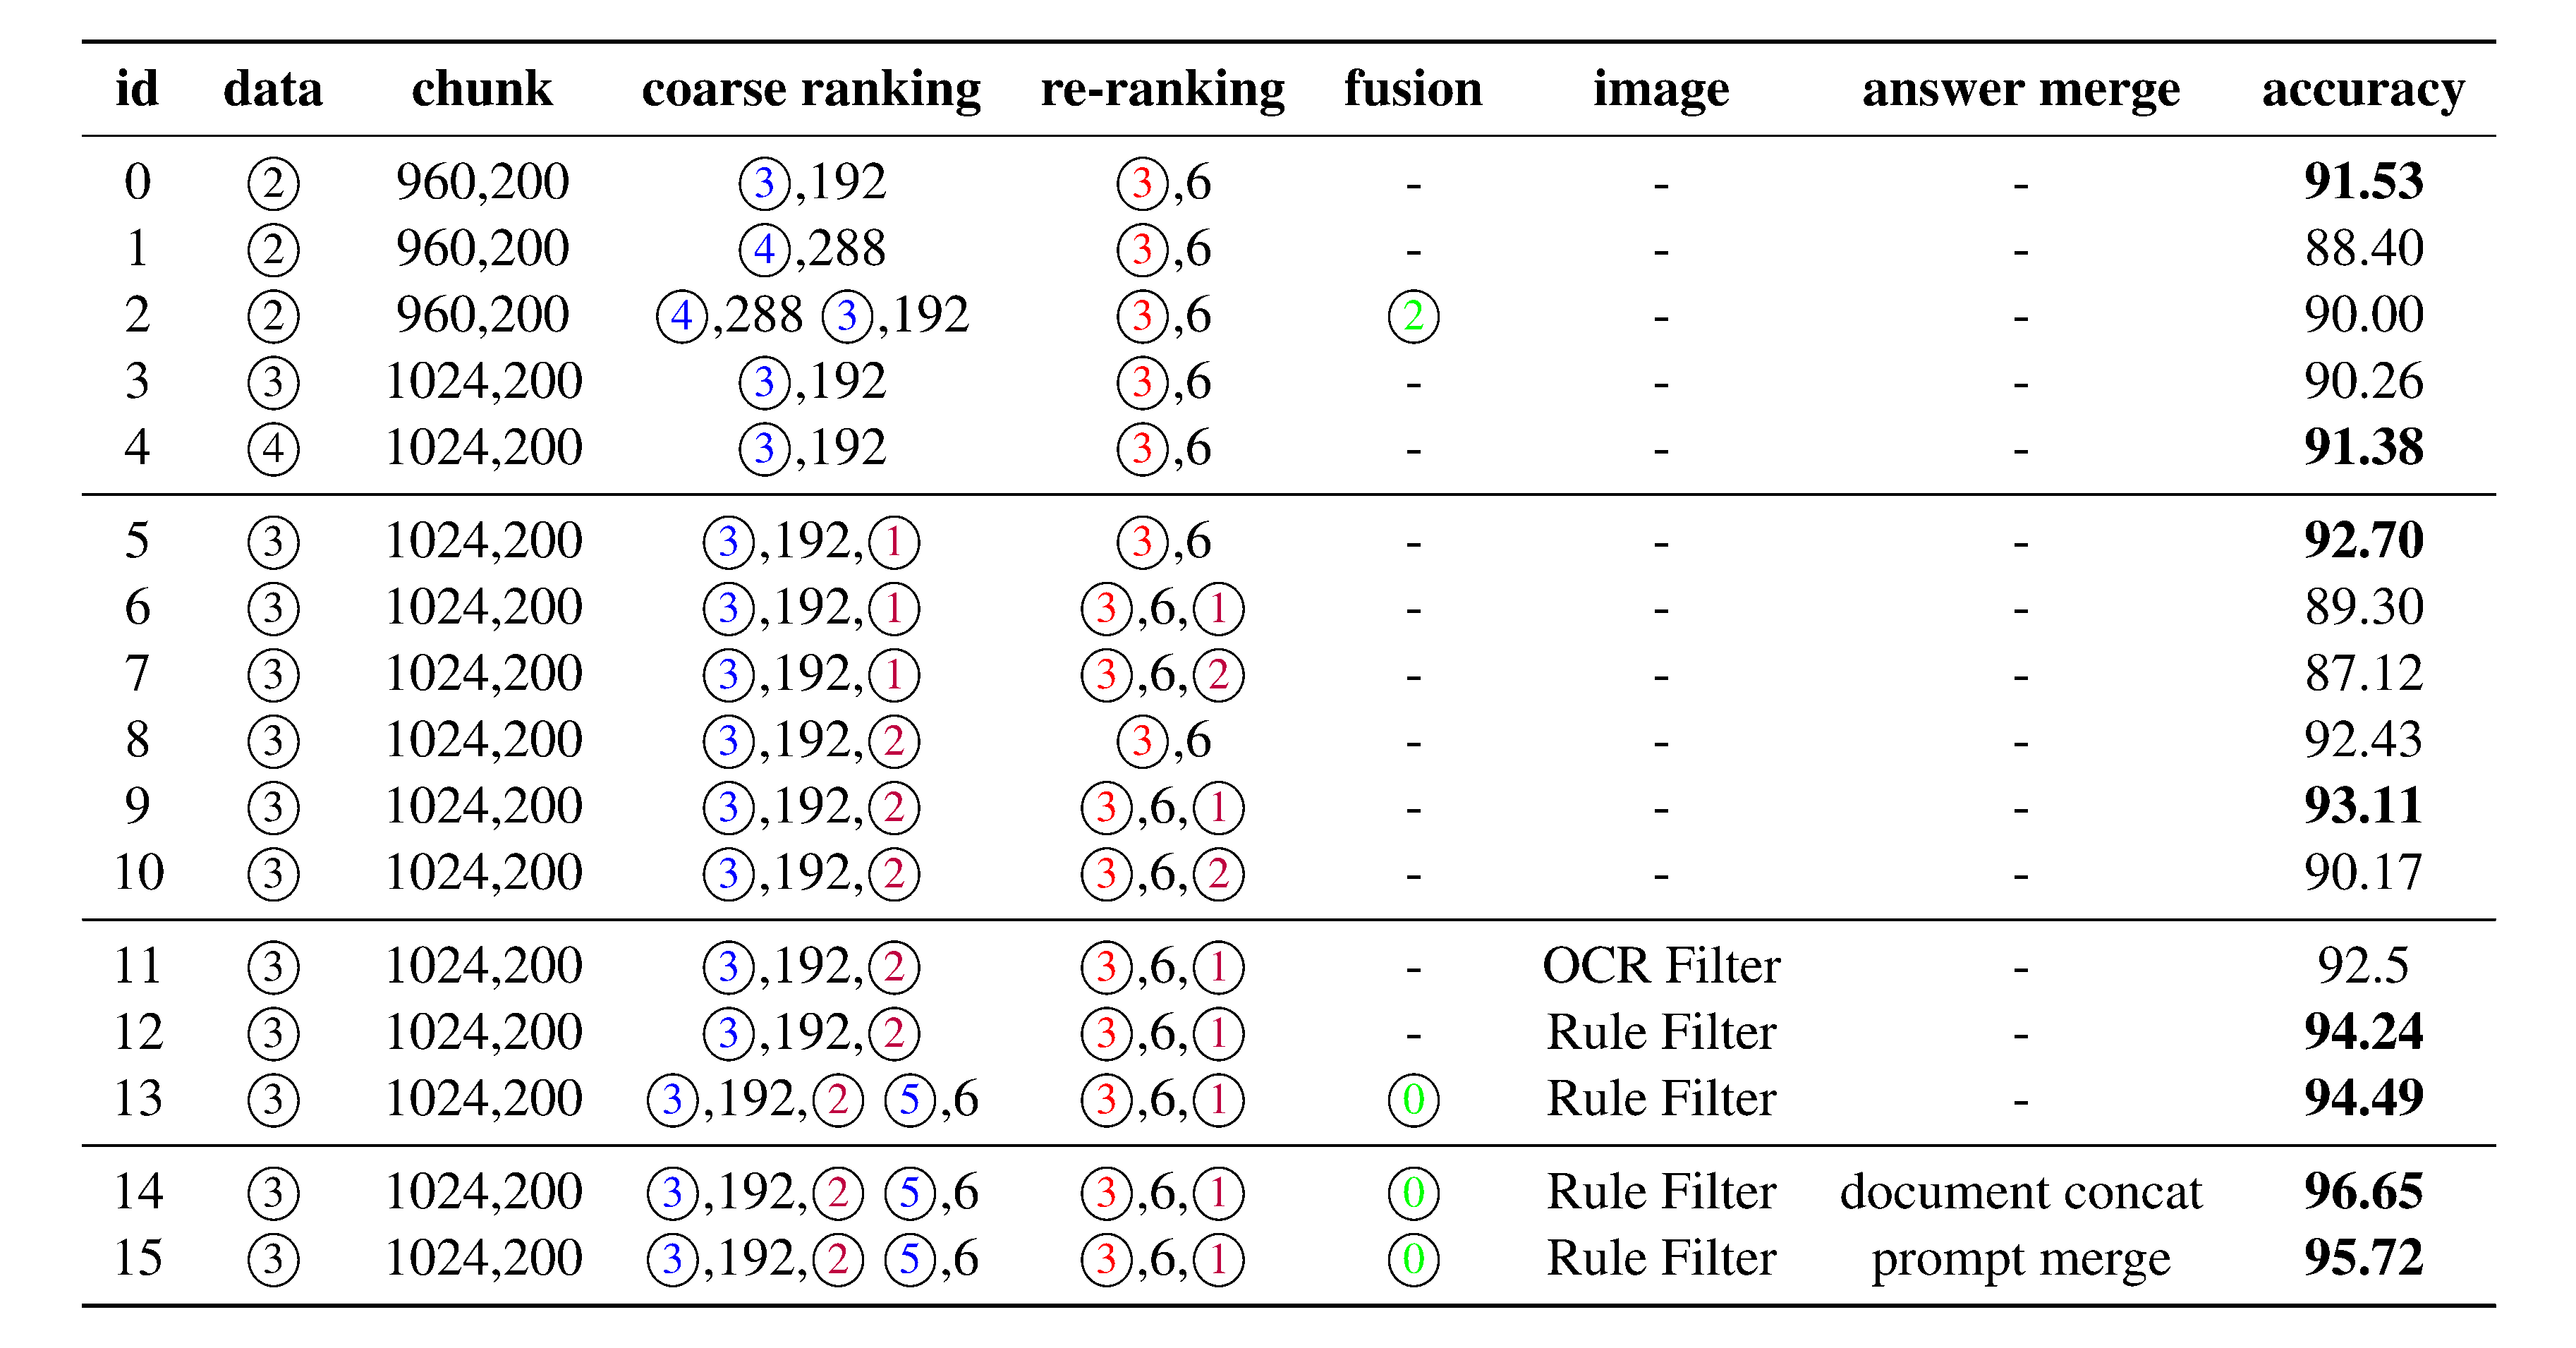 id data chunk coarse ranking re-ranking fusion image answer merge accuracy
0 ② 960,200 ③,192 ③,6 - - - 91.53
1 ② 960,200 ④,288 ③,6 - - - 88.40
2 ② 960,200 ④,288 ③,192 ③,6 ② - - 90.00
3 ③ 1024,200 ③,192 ③,6 - - - 90.26
4 ④ 1024,200 ③,192 ③,6 - - - 91.38
5 ③ 1024,200 ③,192,① ③,6 - - - 92.70
6 ③ 1024,200 ③,192,① ③,6,① - - - 89.30
7 ③ 1024,200 ③,192,① ③,6,② - - - 87.12
8 ③ 1024,200 ③,192,② ③,6 - - - 92.43
9 ③ 1024,200 ③,192,② ③,6,① - - - 93.11
10 ③ 1024,200 ③,192,② ③,6,② - - - 90.17
11 ③ 1024,200 ③,192,② ③,6,① - OCR Filter - 92.5
12 ③ 1024,200 ③,192,② ③,6,① - Rule Filter - 94.24
13 ③ 1024,200 ③,192,② ⑤,6 ③,6,① ⓪ Rule Filter - 94.49
14 ③ 1024,200 ③,192,② ⑤,6 ③,6,① ⓪ Rule Filter document concat 96.65
15 ③ 1024,200 ③,192,② ⑤,6 ③,6,① ⓪ Rule Filter prompt merge 95.72